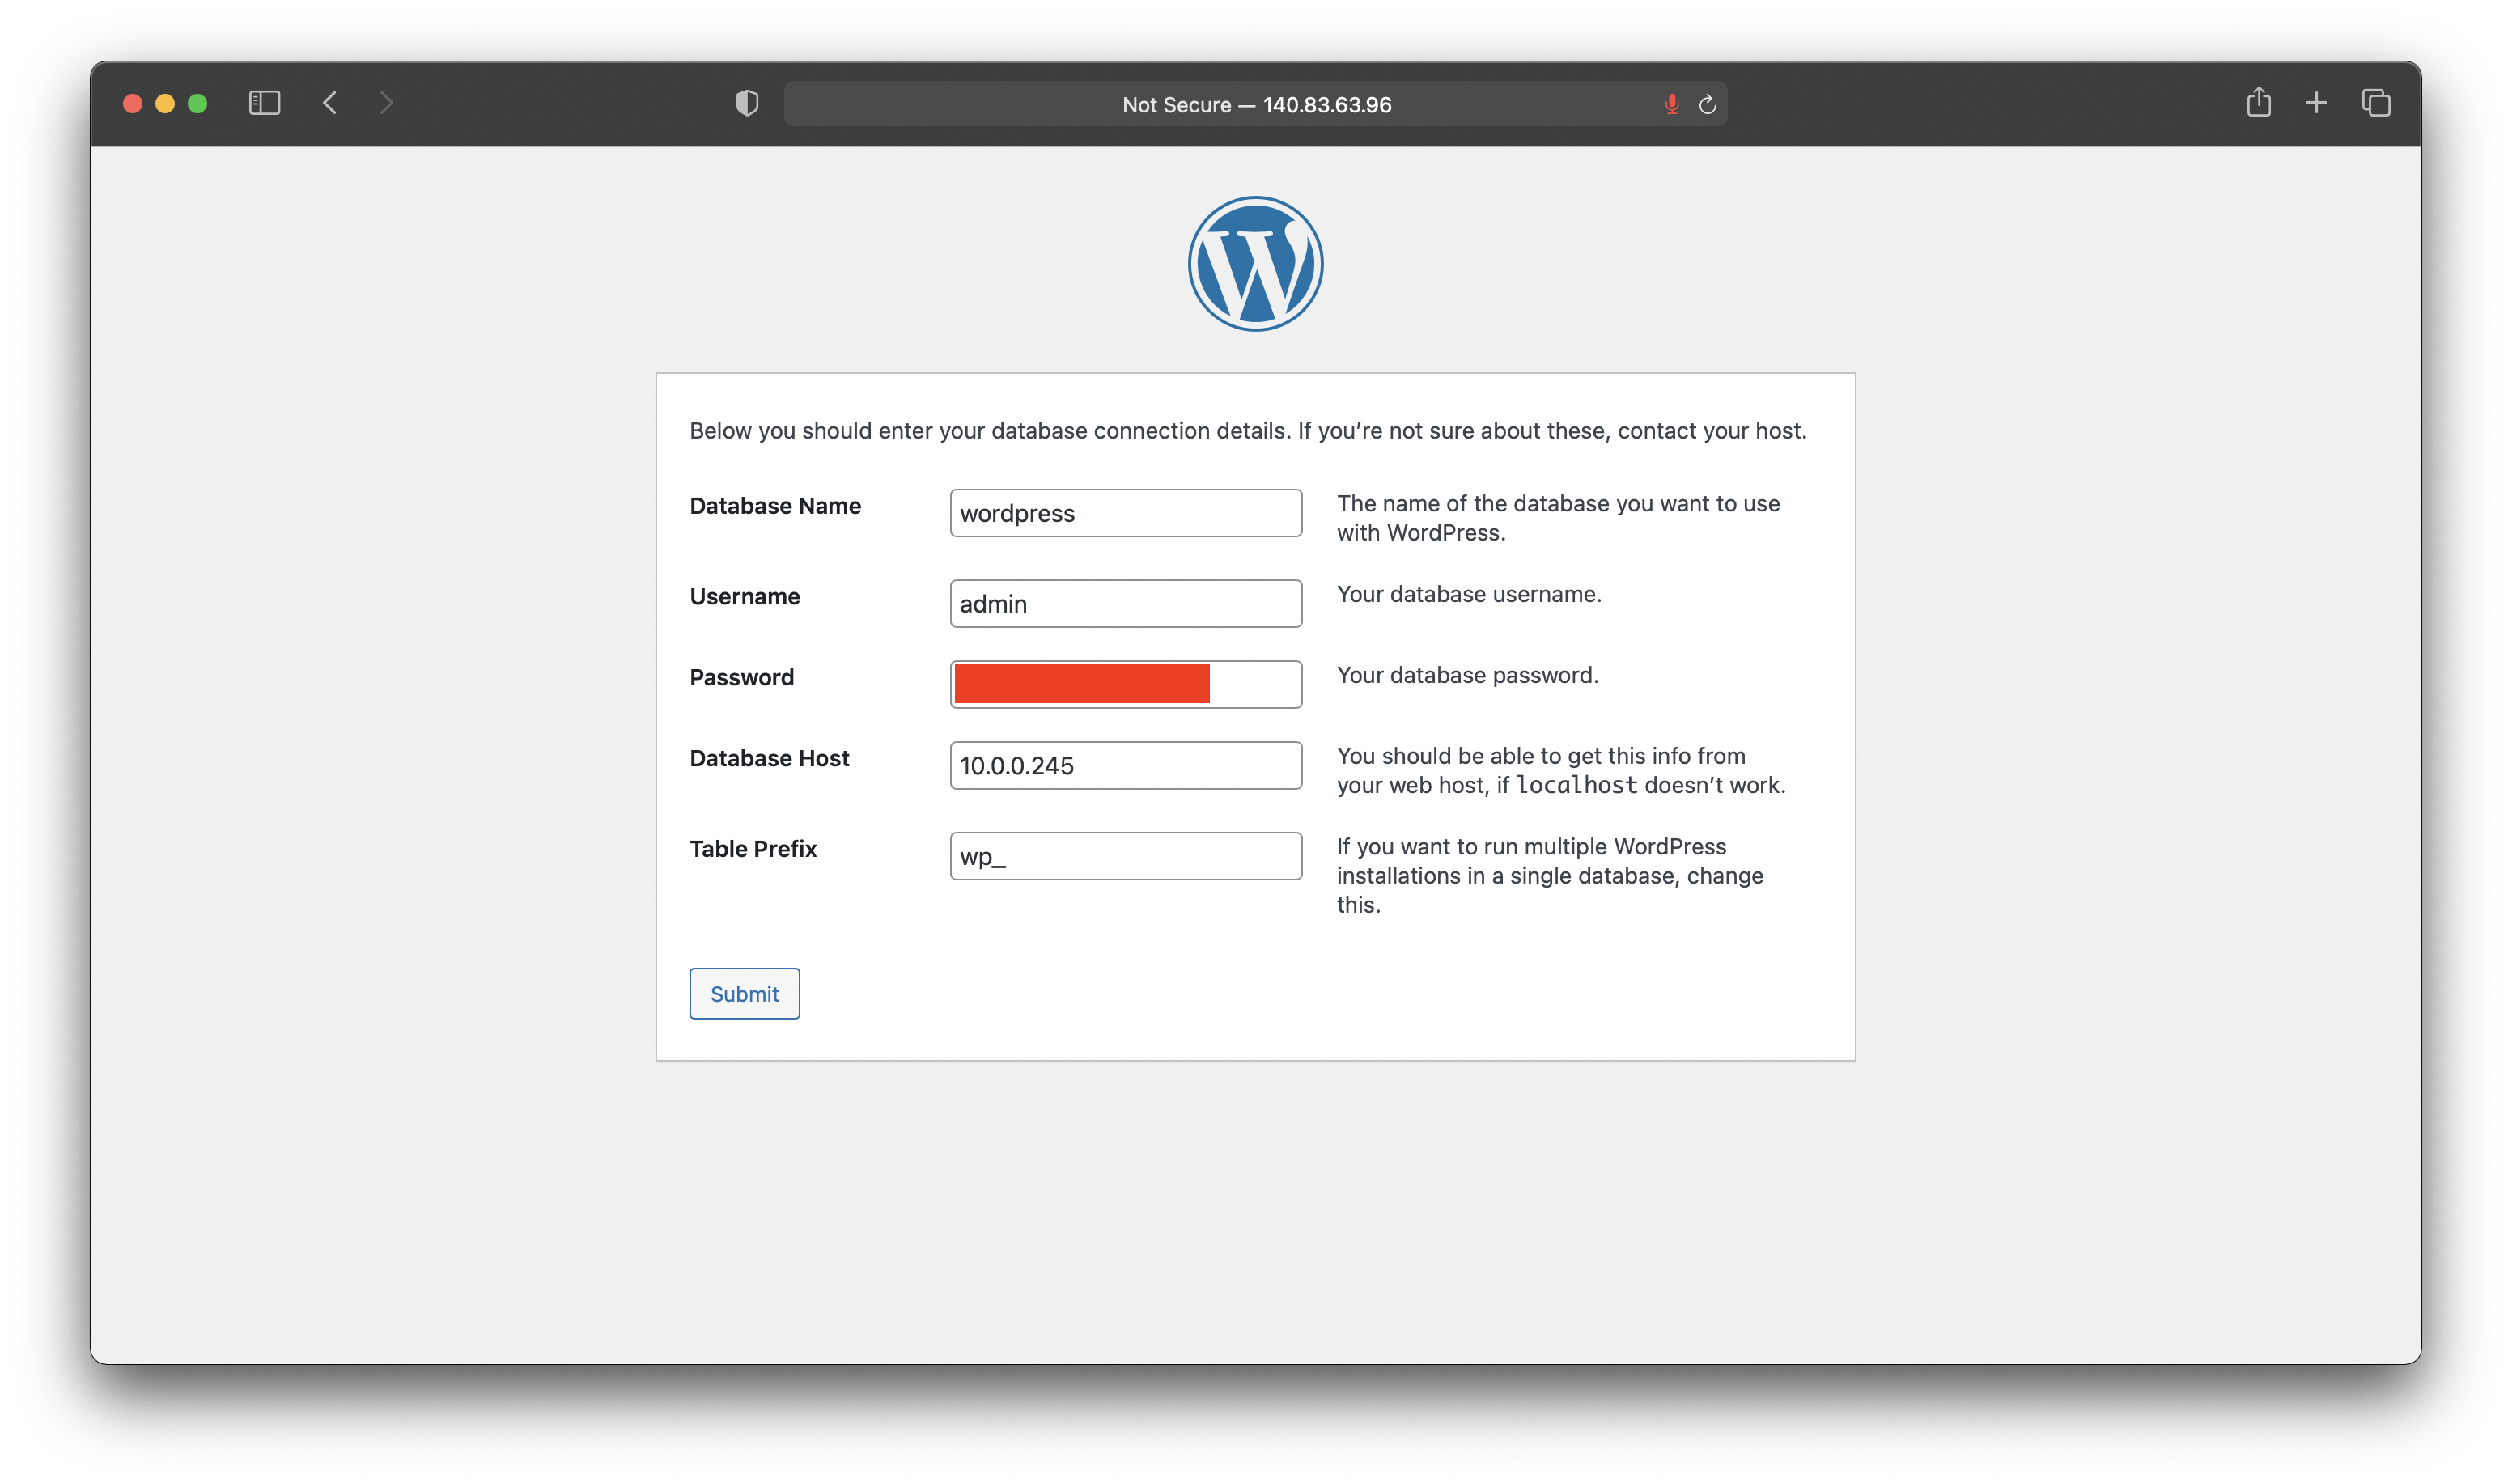 Not Secure — 140.83.63.96
Below you should enter your database connection details. If you’re not sure about these, contact your host.
Database Name
wordpress
The name of the database you want to use
with WordPress.
Username
admin
Your database username.
Password
Your database password.
Database Host
10.0.0.245
You should be able to get this info from
your web host, if localhost doesn’t work.
Table Prefix
wp_
If you want to run multiple WordPress
installations in a single database, change
this.
Submit